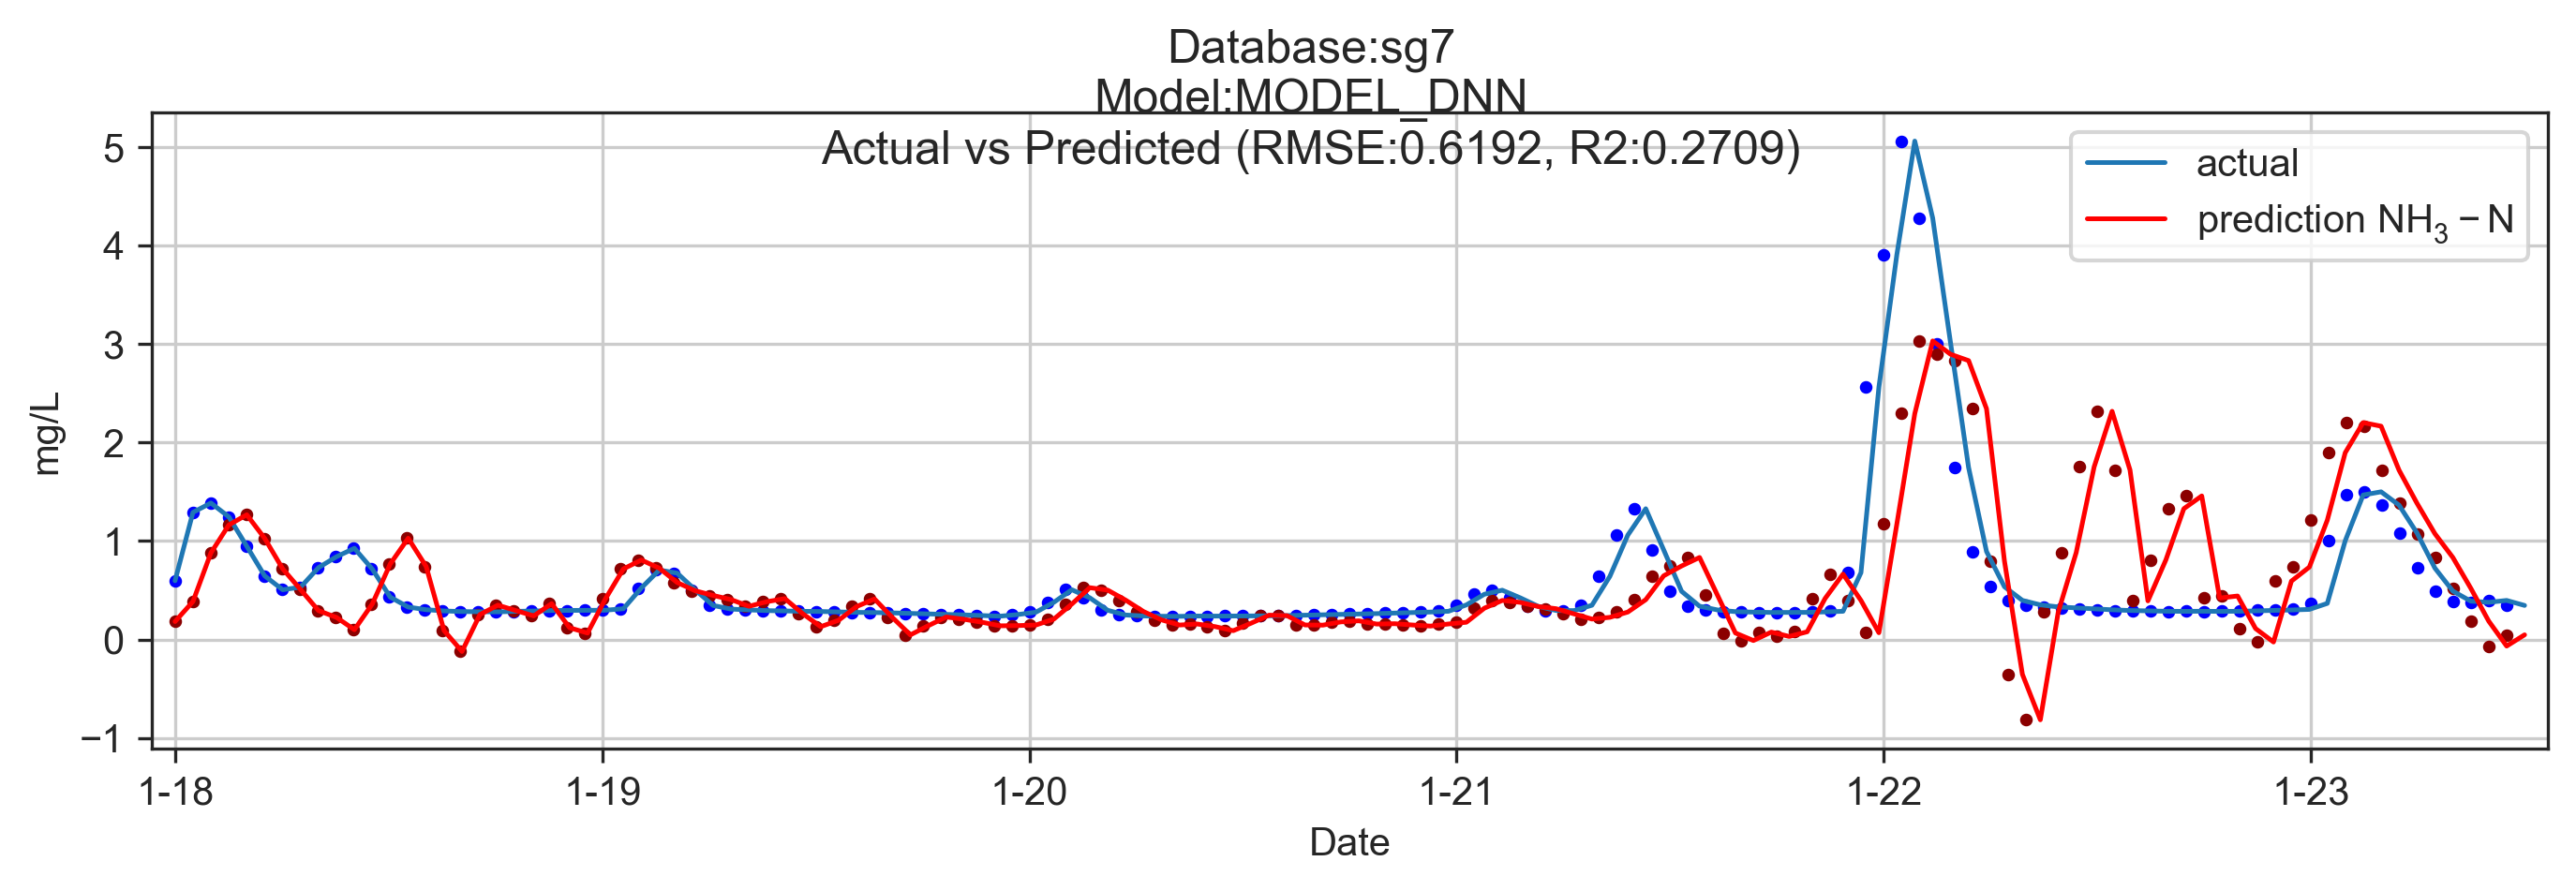 Database:sg7
Model:MODEL_DNN
Actual vs Predicted (RMSE:0.6192, R2:0.2709)
actual
prediction NH₃ − N
mg/L
5
4
3
2
1
0
−1
1-18 1-19 1-20 1-21 1-22 1-23
Date